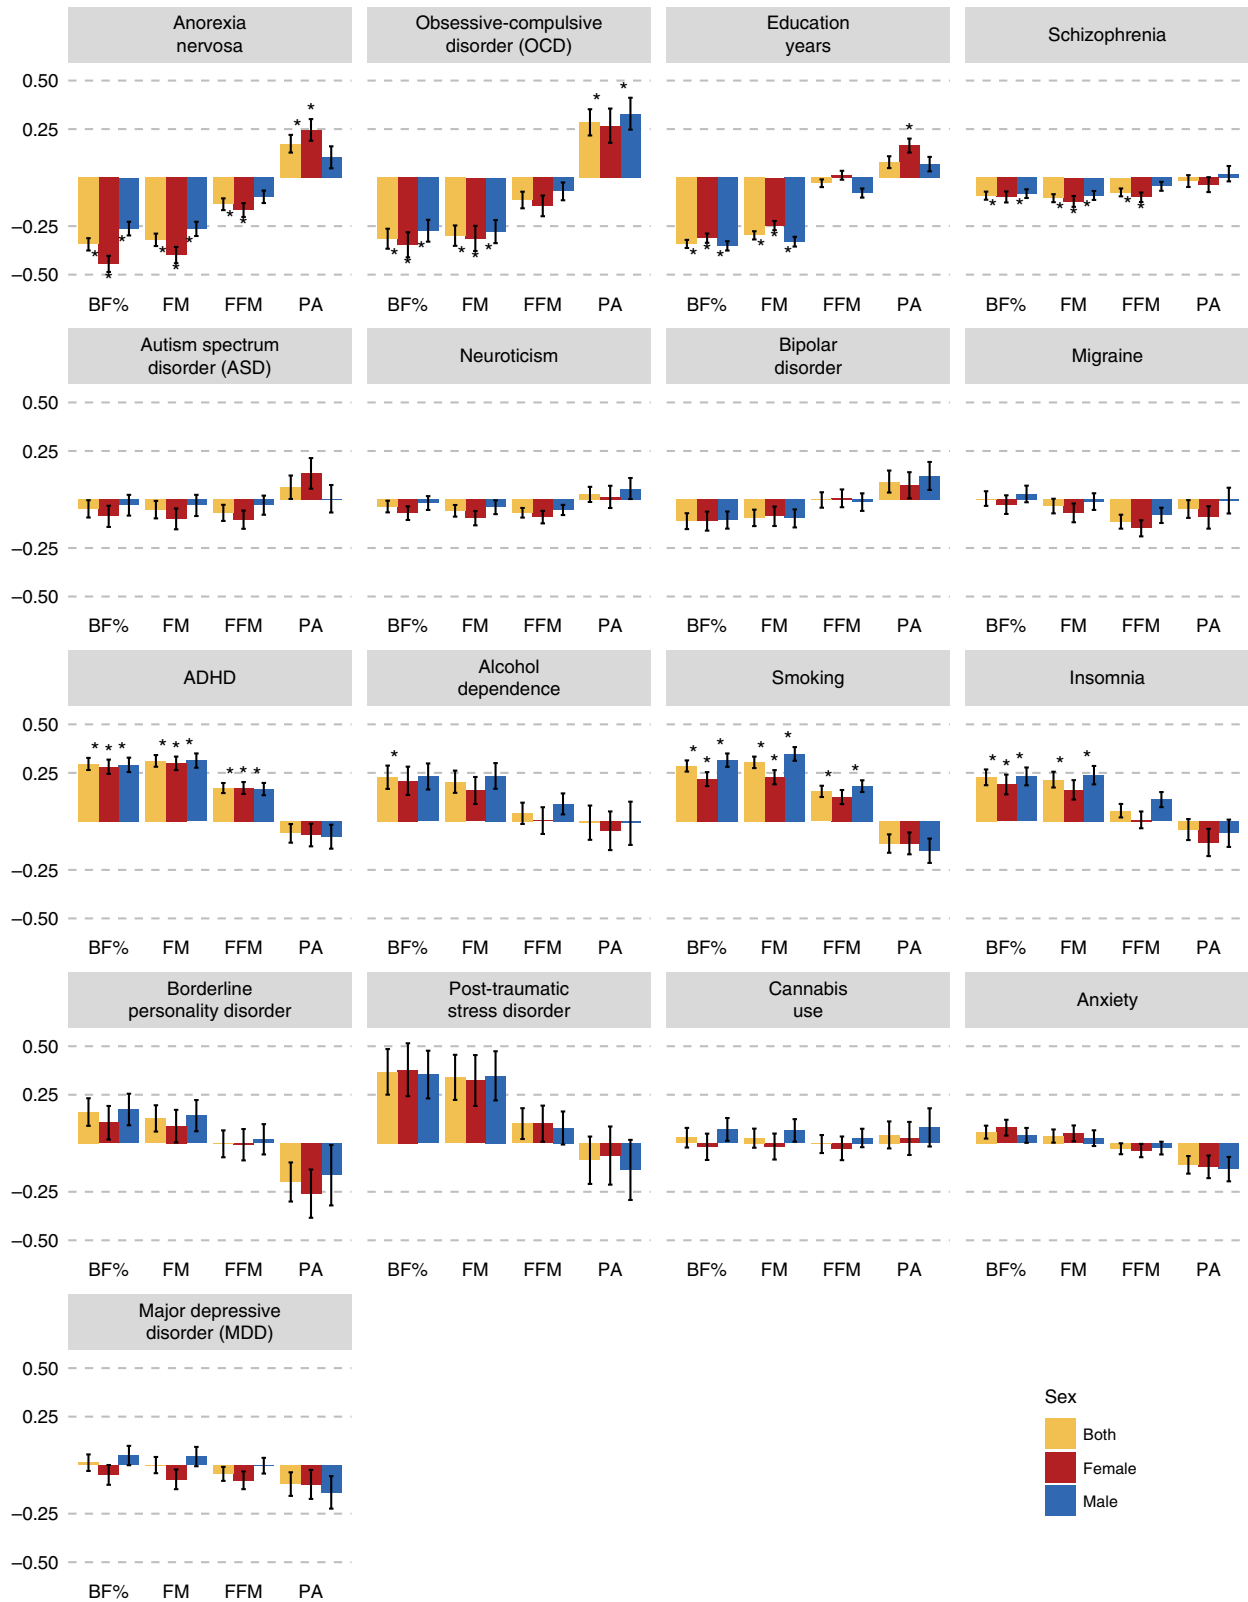 Anorexia
nervosa
Obsessive-compulsive
disorder (OCD)
Education
years
Schizophrenia
0.50
0.25
* * * * * * * * * * *
−0.25
−0.50
BF% FM FFM PA
BF% FM FFM PA
BF% FM FFM PA
BF% FM FFM PA
Autism spectrum
disorder (ASD)
Neuroticism
Bipolar
disorder
Migraine
0.50
0.25
−0.25
−0.50
BF% FM FFM PA
BF% FM FFM PA
BF% FM FFM PA
BF% FM FFM PA
ADHD
Alcohol
dependence
Smoking
Insomnia
0.50
0.25
−0.25
−0.50
BF% FM FFM PA
BF% FM FFM PA
BF% FM FFM PA
BF% FM FFM PA
Borderline
personality disorder
Post-traumatic
stress disorder
Cannabis
use
Anxiety
0.50
0.25
−0.25
−0.50
BF% FM FFM PA
BF% FM FFM PA
BF% FM FFM PA
BF% FM FFM PA
Major depressive
disorder (MDD)
0.50
0.25
−0.25
−0.50
BF% FM FFM PA
Sex
Both
Female
Male